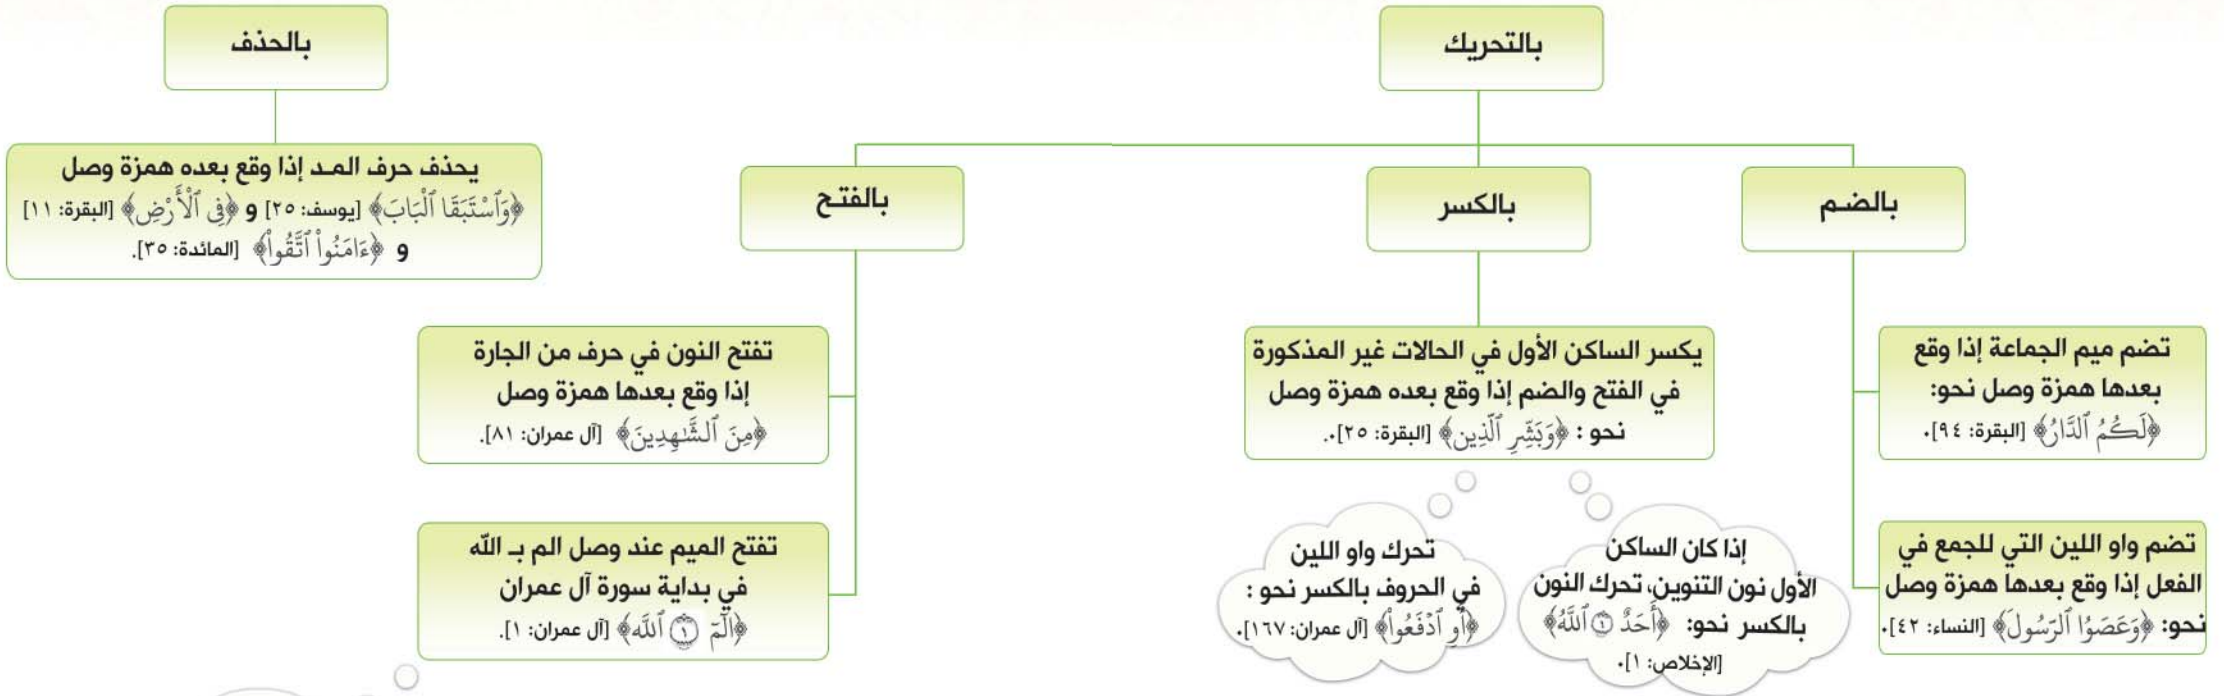 بالتحريك
بالضم
تضم ميم الجماعة إذا وقع
بعدها همزة وصل نحو:
﴿لَكُمُ ٱلدَّارُ﴾ [البقرة: ٩٤].
تضم واو اللين التي للجمع في
الفعل إذا وقع بعدها همزة وصل
نحو: ﴿وَعَصَوُا ٱلرَّسُولَ﴾ [النساء: ٤٢].
بالكسر
يكسر الساكن الأول في الحالات غير المذكورة
في الفتح والضم إذا وقع بعده همزة وصل
نحو : ﴿وَبَشِّرِ ٱلَّذِين﴾ [البقرة: ٢٥]..
إذا كان الساكن
الأول نون التنوين، تحرك النون
بالكسر نحو: ﴿أَحَدٌ ١ ٱللَّهُ﴾
[الإخلاص: ١].
تحرك واو اللين
في الحروف بالكسر نحو :
﴿أَوِ ٱدْفَعُوا۟﴾ [آل عمران: ١٦٧].
بالفتح
تفتح النون في حرف من الجارة
إذا وقع بعدها همزة وصل
﴿مِنَ ٱلشَّٰهِدِينَ﴾ [آل عمران: ٨١].
تفتح الميم عند وصل الم بـ اللّه
في بداية سورة آل عمران
﴿الٓمٓ ١ ٱللَّه﴾ [آل عمران: ١].
بالحذف
يحذف حرف المـد إذا وقع بعده همزة وصل
﴿وَٱسْتَبَقَا ٱلْبَابَ﴾ [يوسف: ٢٥] و ﴿فِى ٱلْأَرْضِ﴾ [البقرة: ١١]
و ﴿ءَامَنُوا۟ ٱتَّقُوا۟﴾ [المائدة: ٣٥].